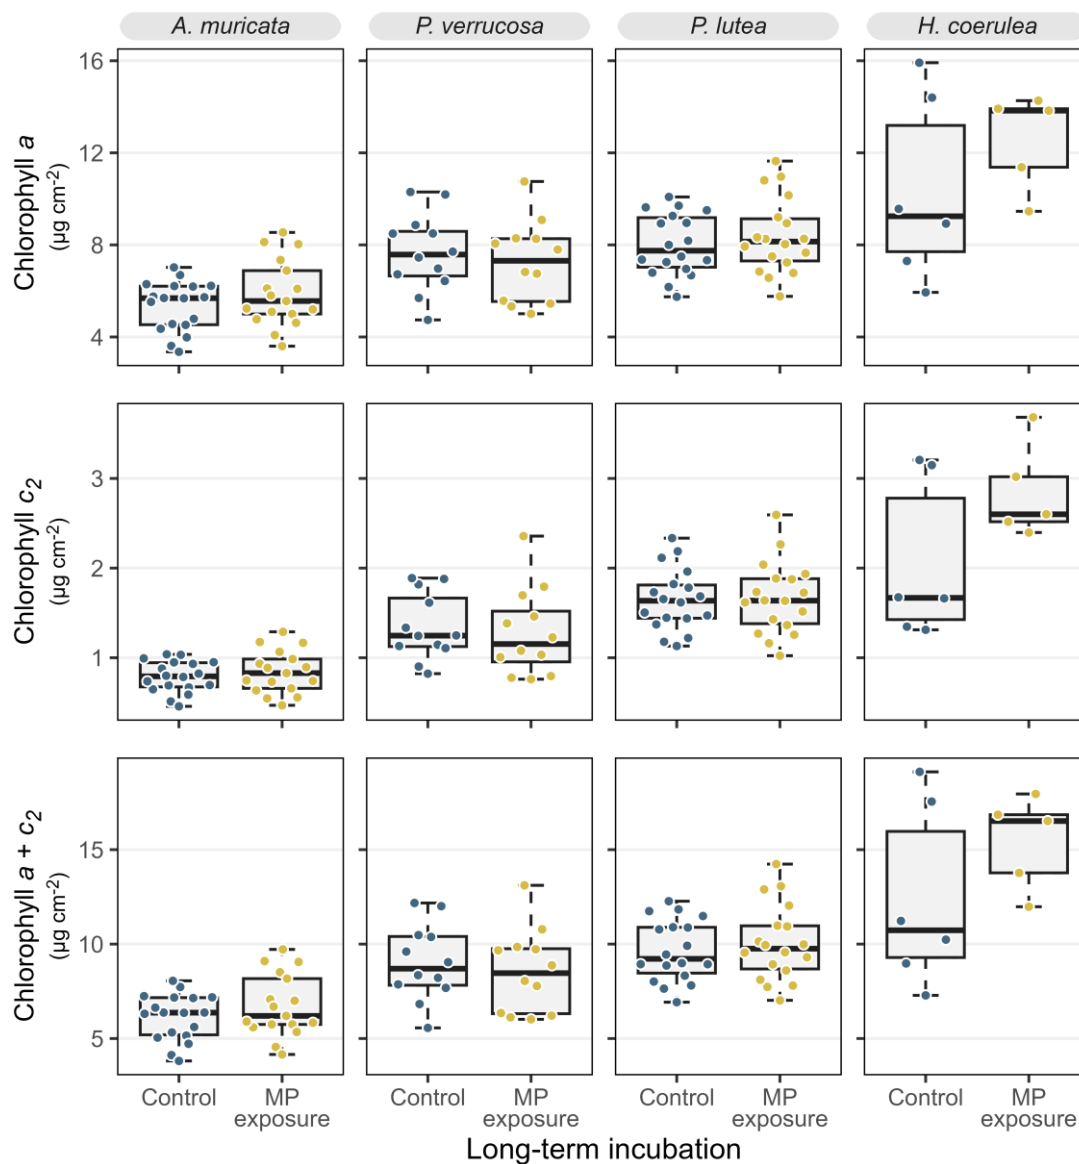 A. muricata P. verrucosa P. lutea H. coerulea
Chlorophyll a
(µg cm⁻²)
16
12
8
4
Chlorophyll c₂
(µg cm⁻²)
3
2
1
Chlorophyll a + c₂
(µg cm⁻²)
15
10
5
Control MP exposure Control MP exposure Control MP exposure Control MP exposure
Long-term incubation